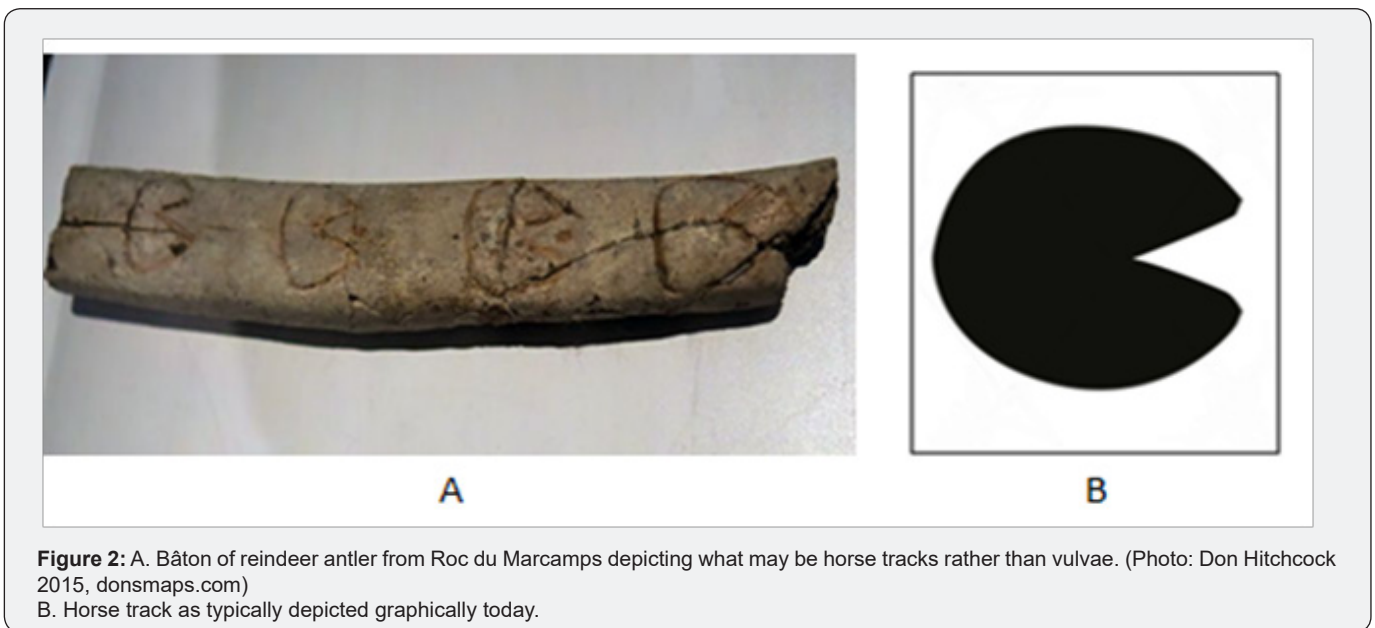 A
B
Figure 2: A. Bâton of reindeer antler from Roc du Marcamps depicting what may be horse tracks rather than vulvae. (Photo: Don Hitchcock
2015, donsmaps.com)
B. Horse track as typically depicted graphically today.